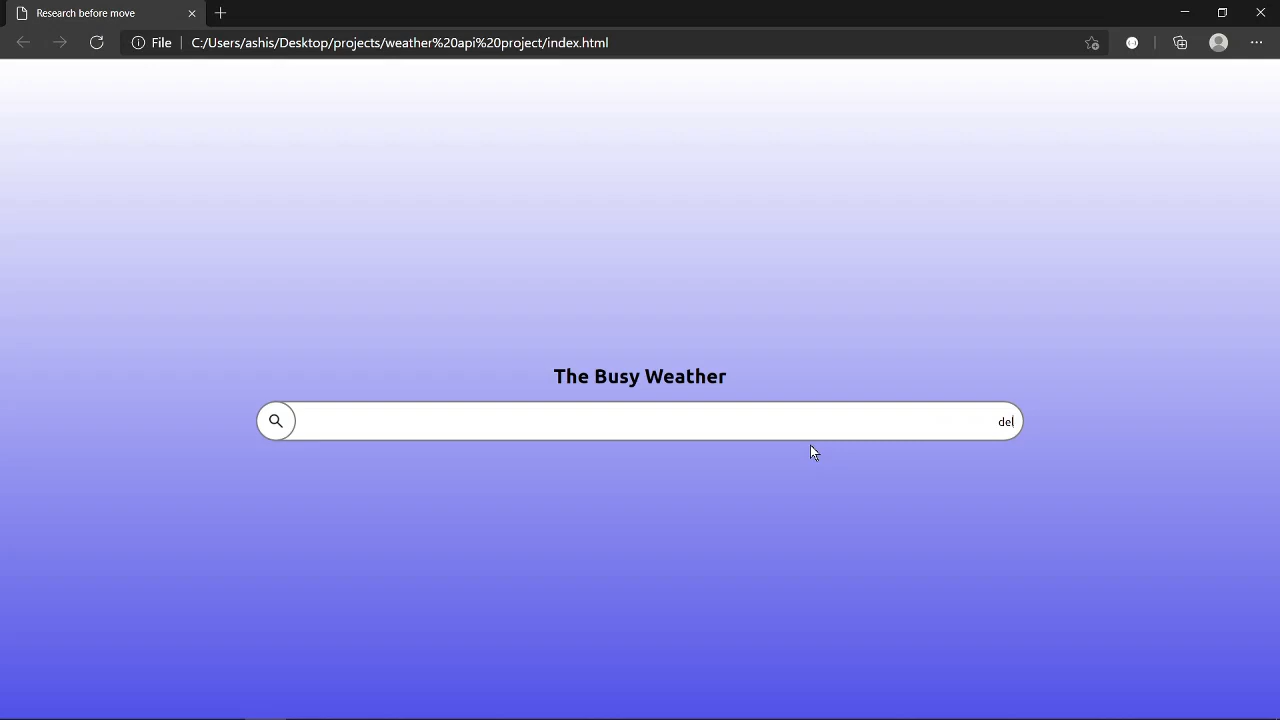 Research before move
File
C:/Users/ashis/Desktop/projects/weather%20api%20project/index.html
The Busy Weather
del